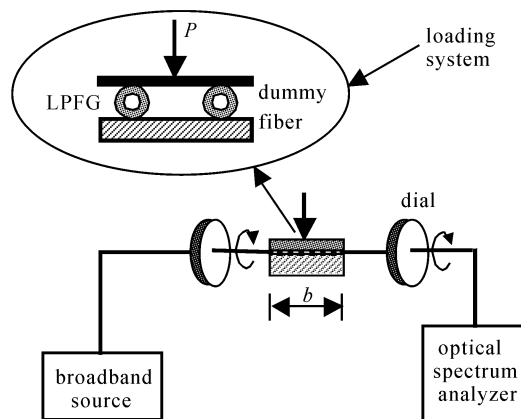 P
loading
system
LPFG
dummy
fiber
dial
b
broadband
source
optical
spectrum
analyzer